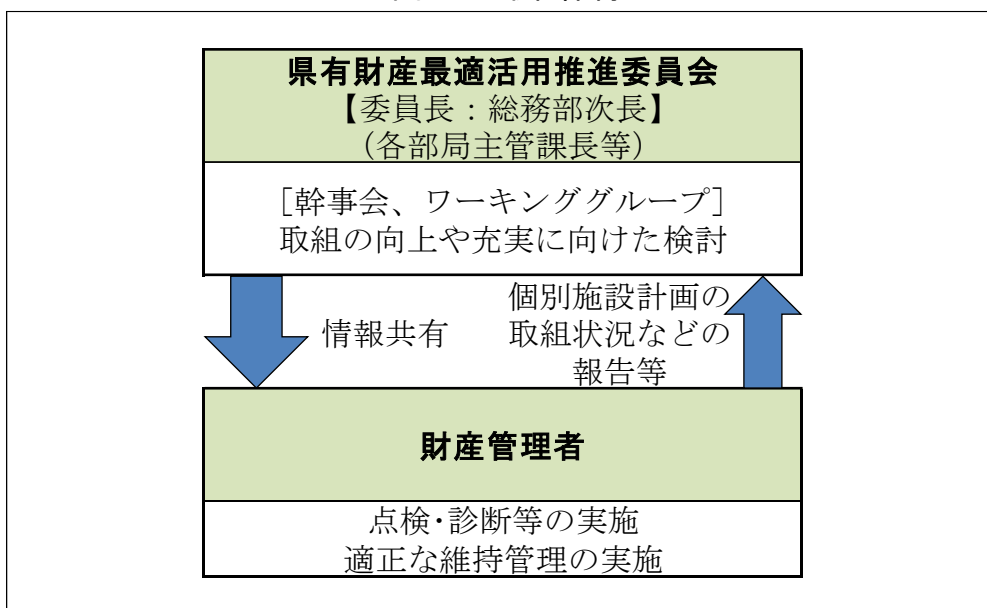 県有財産最適活用推進委員会
【委員長：総務部次長】
（各部局主管課長等）
［幹事会、ワーキンググループ］
取組の向上や充実に向けた検討
情報共有
個別施設計画の
取組状況などの
報告等
財産管理者
点検・診断等の実施
適正な維持管理の実施